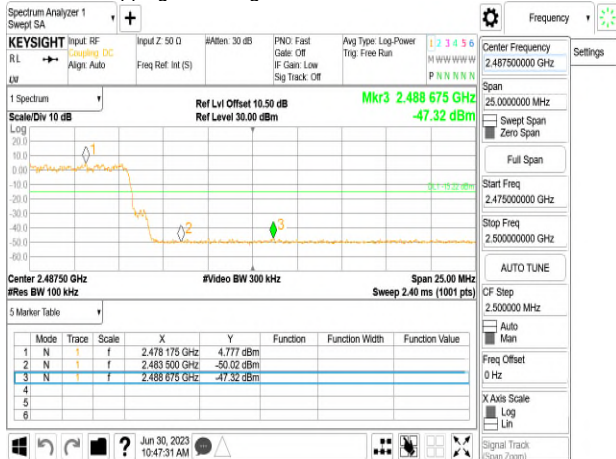 Spectrum Analyzer 1
Swept SA
Frequency
KEYSIGHT
RL
Input: RF
Coupling: DC
Align: Auto
Input Z: 50 Ω
Freq Ref: Int (S)
#Atten: 30 dB
PNO: Fast
Gate: Off
IF Gain: Low
Sig Track: Off
Avg Type: Log-Power
Trig: Free Run
1 2 3 4 5 6
M W W W W W
P N N N N N
1 Spectrum
Scale/Div 10 dB
Ref Lvl Offset 10.50 dB
Ref Level 30.00 dBm
Mkr3 2.488 675 GHz
-47.32 dBm
Log
20.0
10.0
0.00
-10.0
-20.0
-30.0
-40.0
-50.0
-60.0
1
2
3
DL1 -15.22 dBm
Center 2.48750 GHz
#Res BW 100 kHz
#Video BW 300 kHz
Span 25.00 MHz
Sweep 2.40 ms (1001 pts)
5 Marker Table
Mode Trace Scale X Y Function Function Width Function Value
1 N 1 f 2.478 175 GHz 4.777 dBm
2 N 1 f 2.483 500 GHz -50.02 dBm
3 N 1 f 2.488 675 GHz -47.32 dBm
4
5
6
Jun 30, 2023
10:47:31 AM
Center Frequency
2.487500000 GHz
Settings
Span
25.0000000 MHz
Swept Span
Zero Span
Full Span
Start Freq
2.475000000 GHz
Stop Freq
2.500000000 GHz
AUTO TUNE
CF Step
2.500000 MHz
Auto
Man
Freq Offset
0 Hz
X Axis Scale
Log
Lin
Signal Track
(Span Zoom)